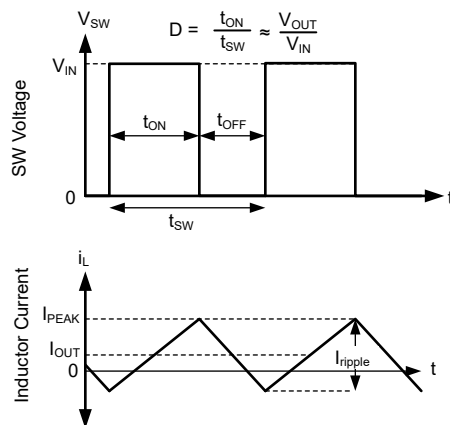 V_SW
D = t_ON / t_SW ≈ V_OUT / V_IN
V_IN
SW Voltage
t_ON
t_OFF
0
t
t_SW
i_L
Inductor Current
I_PEAK
I_OUT
I_ripple
0
t